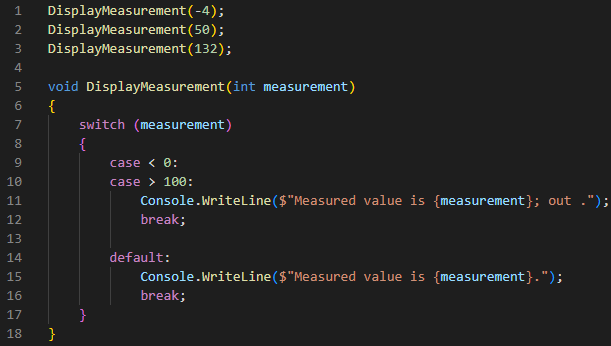 1 DisplayMeasurement(-4);
2 DisplayMeasurement(50);
3 DisplayMeasurement(132);
4
5 void DisplayMeasurement(int measurement)
6 {
7     switch (measurement)
8     {
9         case < 0:
10         case > 100:
11             Console.WriteLine($"Measured value is {measurement}; out .");
12             break;
13
14         default:
15             Console.WriteLine($"Measured value is {measurement}.");
16             break;
17     }
18 }